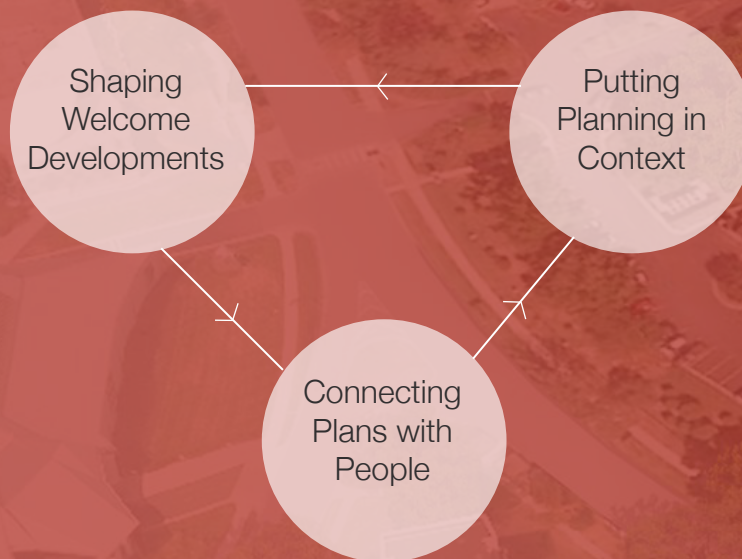 Shaping
Welcome
Developments
Putting
Planning in
Context
Connecting
Plans with
People